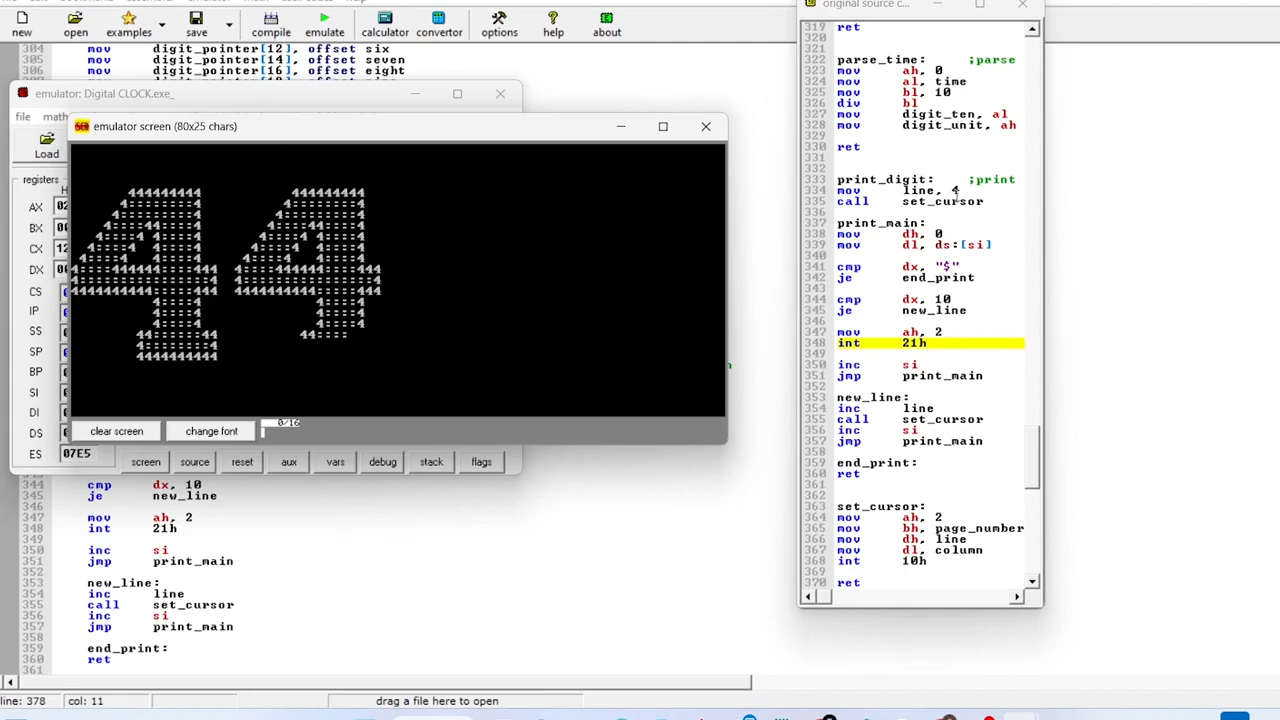 new open examples save compile emulate calculator convertor options help about
304 mov digit_pointer[12], offset six
305 mov digit_pointer[14], offset seven
306 mov digit_pointer[16], offset eight
emulator: Digital CLOCK.exe_
file math
Load
registers
AX
BX
CX 12
DX
CS
IP
SS
SP
BP
SI
DI
DS
ES 07E5
emulator screen (80x25 chars)
clear screen change font 0/16
screen source reset aux vars debug stack flags
344 cmp dx, 10
345 je new_line
347 mov ah, 2
348 int 21h
350 inc si
351 jmp print_main
353 new_line:
354 inc line
355 call set_cursor
356 inc si
357 jmp print_main
358
359 end_print:
360 ret
361
line: 378 col: 11 drag a file here to open
original source c...
319 ret
320
321
322 parse_time: ;parse
323 mov ah, 0
324 mov al, time
325 mov bl, 10
326 div bl
327 mov digit_ten, al
328 mov digit_unit, ah
329
330 ret
331
332
333 print_digit: ;print
334 mov line, 4
335 call set_cursor
336
337 print_main:
338 mov dh, 0
339 mov dl, ds:[si]
341 cmp dx, "$"
342 je end_print
344 cmp dx, 10
345 je new_line
346
347 mov ah, 2
348 int 21h
349
350 inc si
351 jmp print_main
352
353 new_line:
354 inc line
355 call set_cursor
356 inc si
357 jmp print_main
358
359 end_print:
360 ret
361
362
363 set_cursor:
364 mov ah, 2
365 mov bh, page_number
366 mov dh, line
367 mov dl, column
368 int 10h
369
370 ret